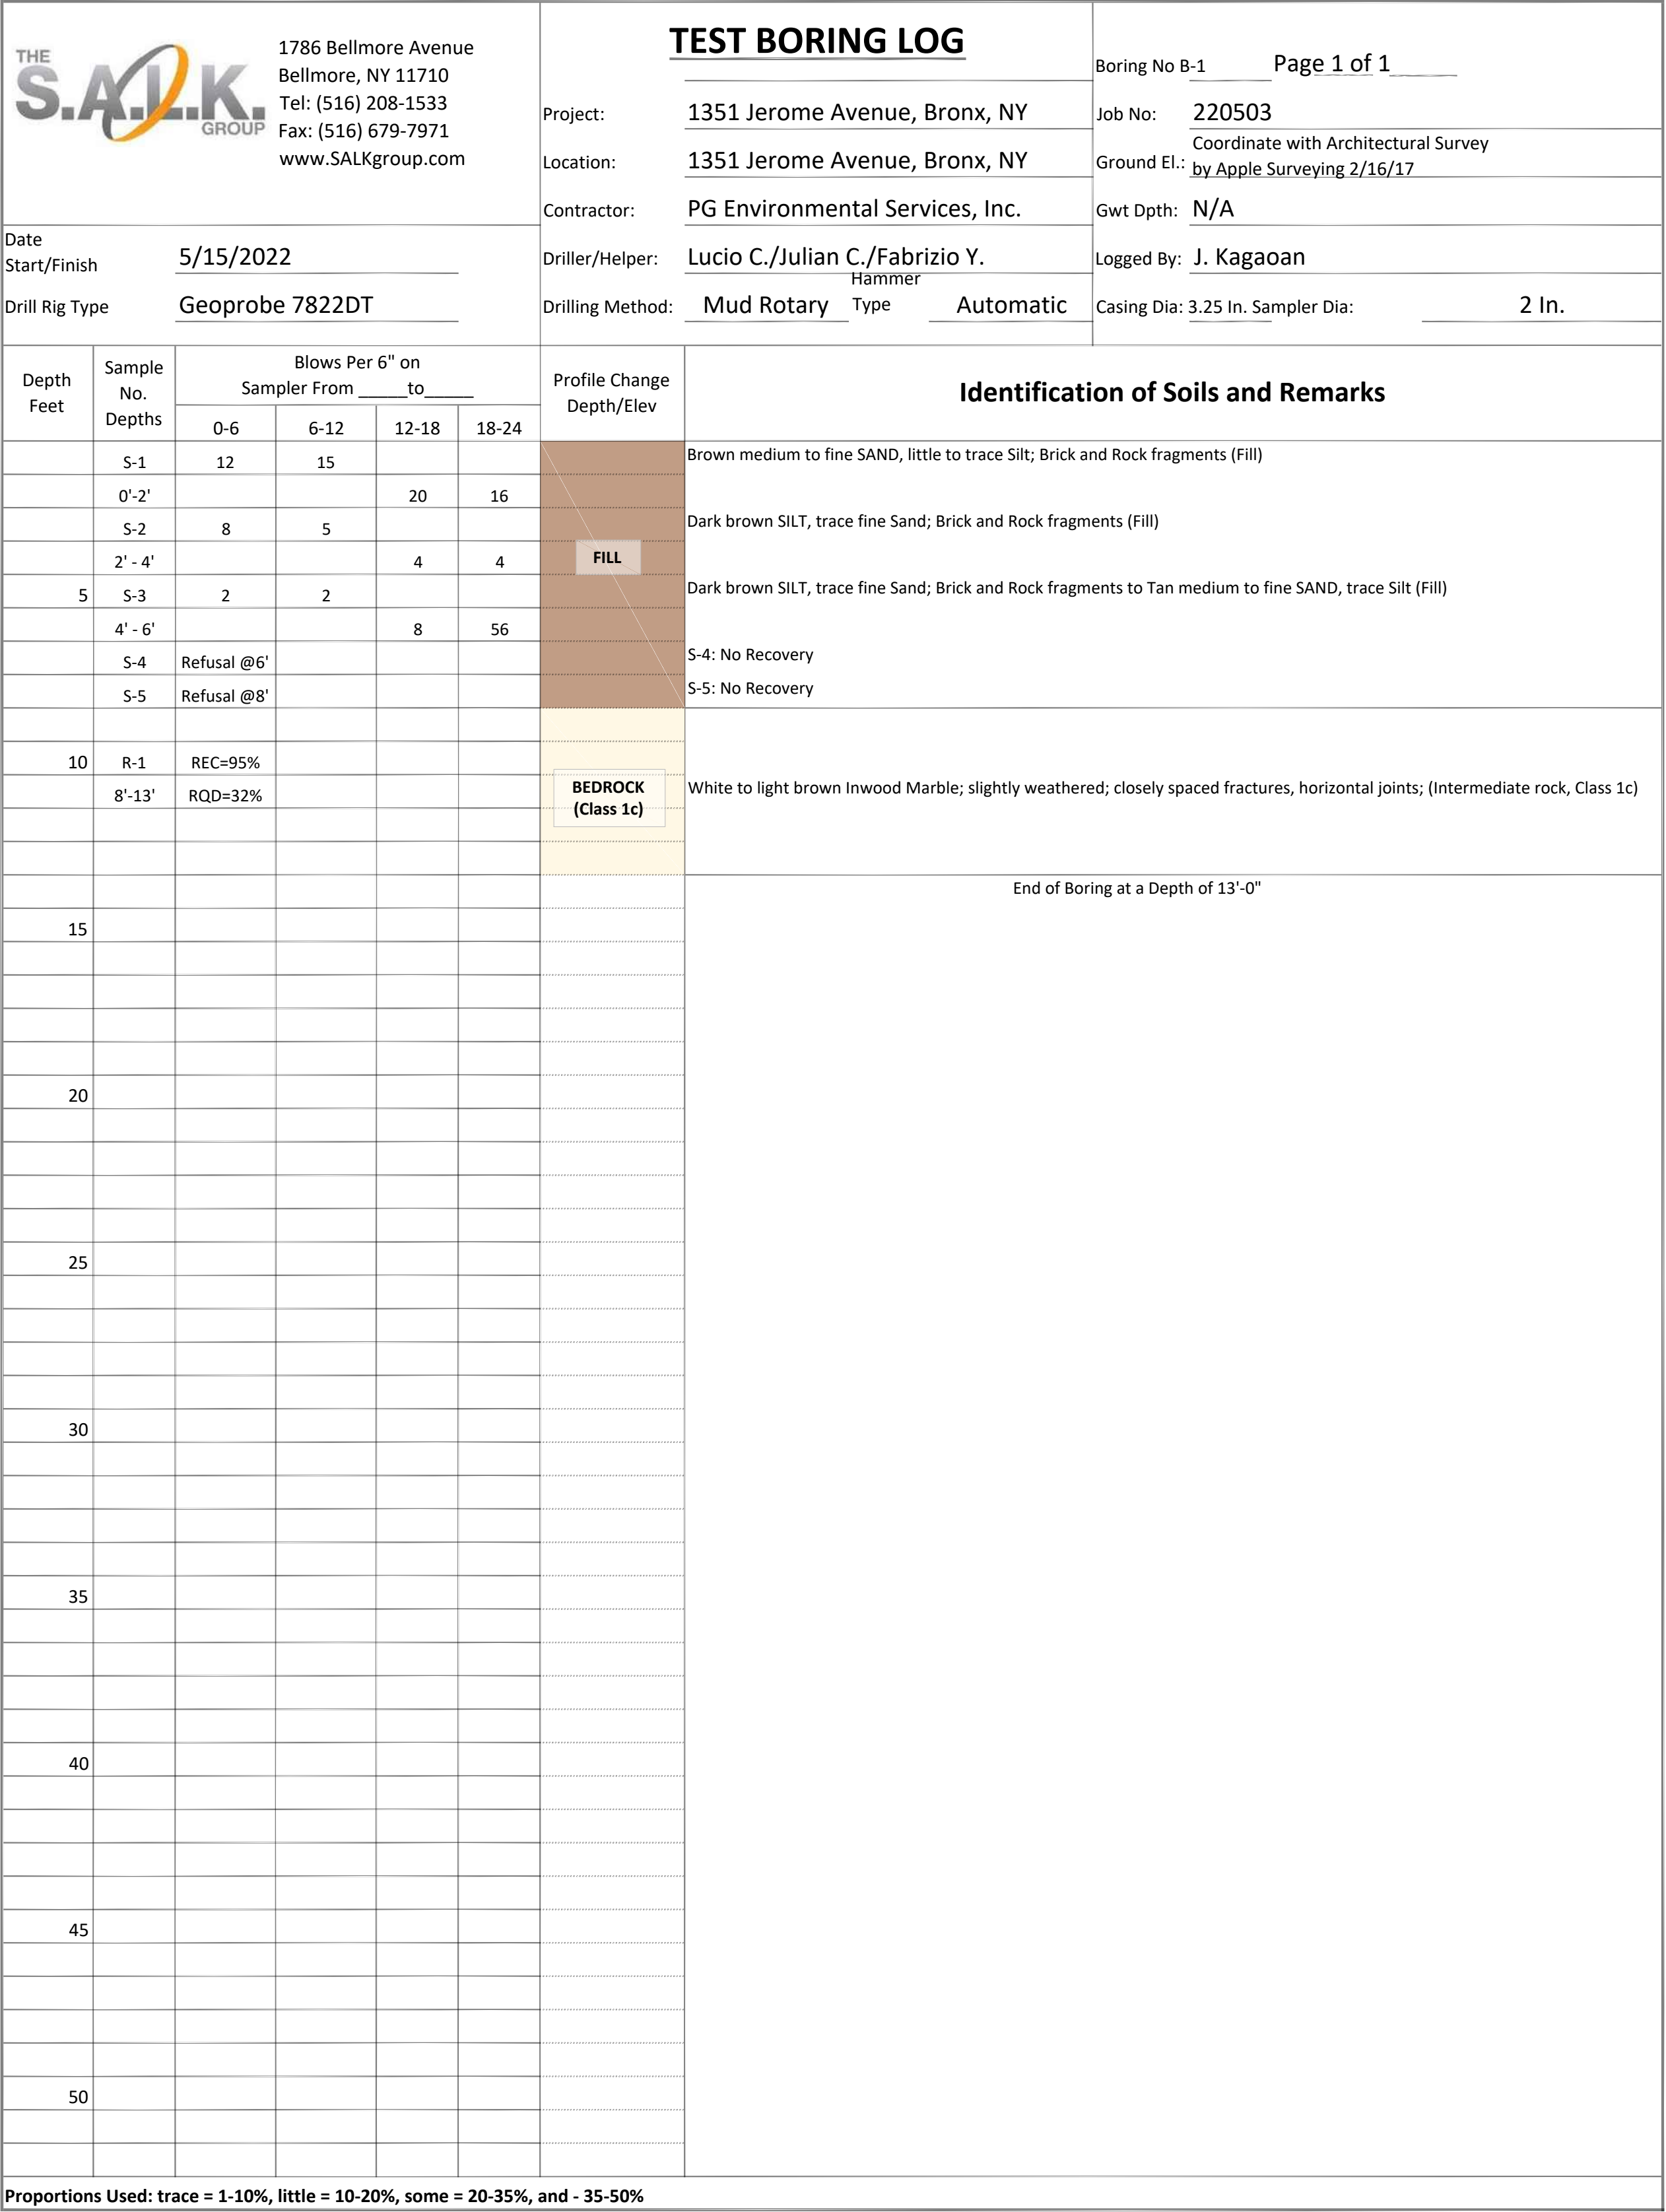 THE
S.A.L.K.
GROUP
1786 Bellmore Avenue
Bellmore, NY 11710
Tel: (516) 208-1533
Fax: (516) 679-7971
www.SALKgroup.com
TEST BORING LOG
Boring No B-1 Page 1 of 1
Project: 1351 Jerome Avenue, Bronx, NY
Job No: 220503
Location: 1351 Jerome Avenue, Bronx, NY
Ground El.: Coordinate with Architectural Survey
by Apple Surveying 2/16/17
Contractor: PG Environmental Services, Inc.
Gwt Dpth: N/A
Date
Start/Finish 5/15/2022
Driller/Helper: Lucio C./Julian C./Fabrizio Y.
Logged By: J. Kagaoan
Drill Rig Type Geoprobe 7822DT
Drilling Method: Mud Rotary
Hammer
Type Automatic
Casing Dia: 3.25 In. Sampler Dia: 2 In.
Depth
Feet
Sample
No.
Depths
Blows Per 6" on
Sampler From _____to_____
0-6 6-12 12-18 18-24
Profile Change
Depth/Elev
Identification of Soils and Remarks
S-1 12 15 Brown medium to fine SAND, little to trace Silt; Brick and Rock fragments (Fill)
0'-2' 20 16
S-2 8 5 Dark brown SILT, trace fine Sand; Brick and Rock fragments (Fill)
2' - 4' 4 4 FILL
5 S-3 2 2 Dark brown SILT, trace fine Sand; Brick and Rock fragments to Tan medium to fine SAND, trace Silt (Fill)
4' - 6' 8 56
S-4 Refusal @6' S-4: No Recovery
S-5 Refusal @8' S-5: No Recovery
10 R-1 REC=95%
8'-13' RQD=32% BEDROCK
(Class 1c)
White to light brown Inwood Marble; slightly weathered; closely spaced fractures, horizontal joints; (Intermediate rock, Class 1c)
End of Boring at a Depth of 13'-0"
15
20
25
30
35
40
45
50
Proportions Used: trace = 1-10%, little = 10-20%, some = 20-35%, and - 35-50%